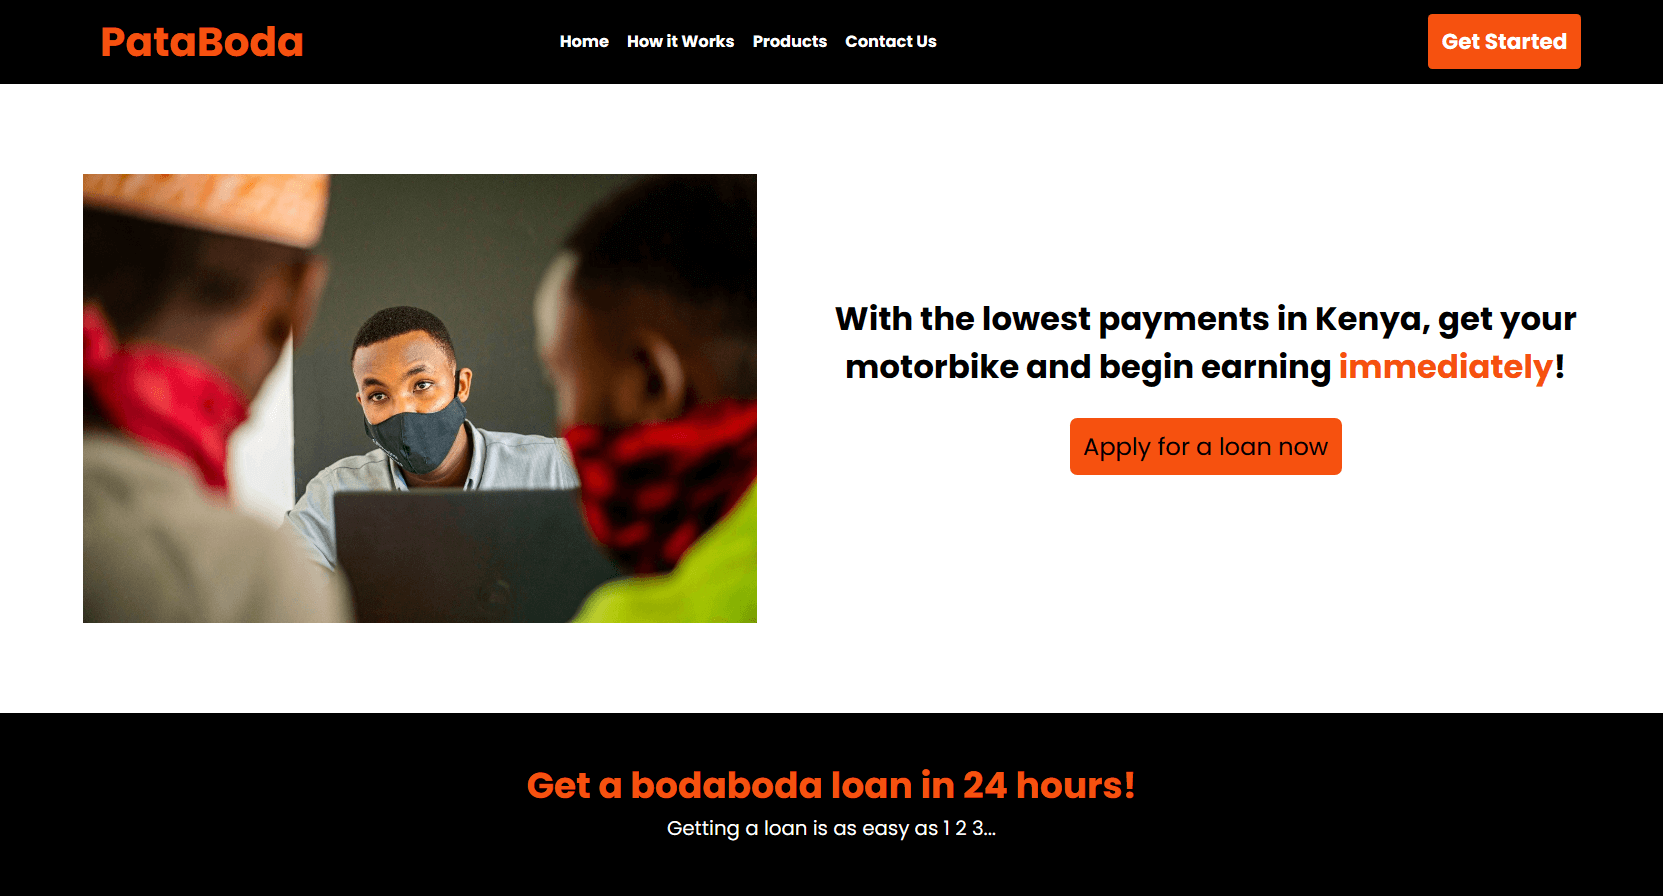 PataBoda
Home How it Works Products Contact Us
Get Started
With the lowest payments in Kenya, get your
motorbike and begin earning immediately!
Apply for a loan now
Get a bodaboda loan in 24 hours!
Getting a loan is as easy as 1 2 3...